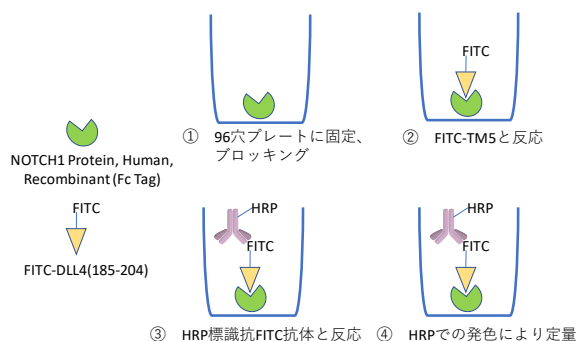 FITC
① 96穴プレートに固定、
ブロッキング
② FITC-TM5と反応
NOTCH1 Protein, Human,
Recombinant (Fc Tag)
FITC
FITC-DLL4(185-204)
HRP
FITC
③ HRP標識抗FITC抗体と反応
HRP
FITC
④ HRPでの発色により定量